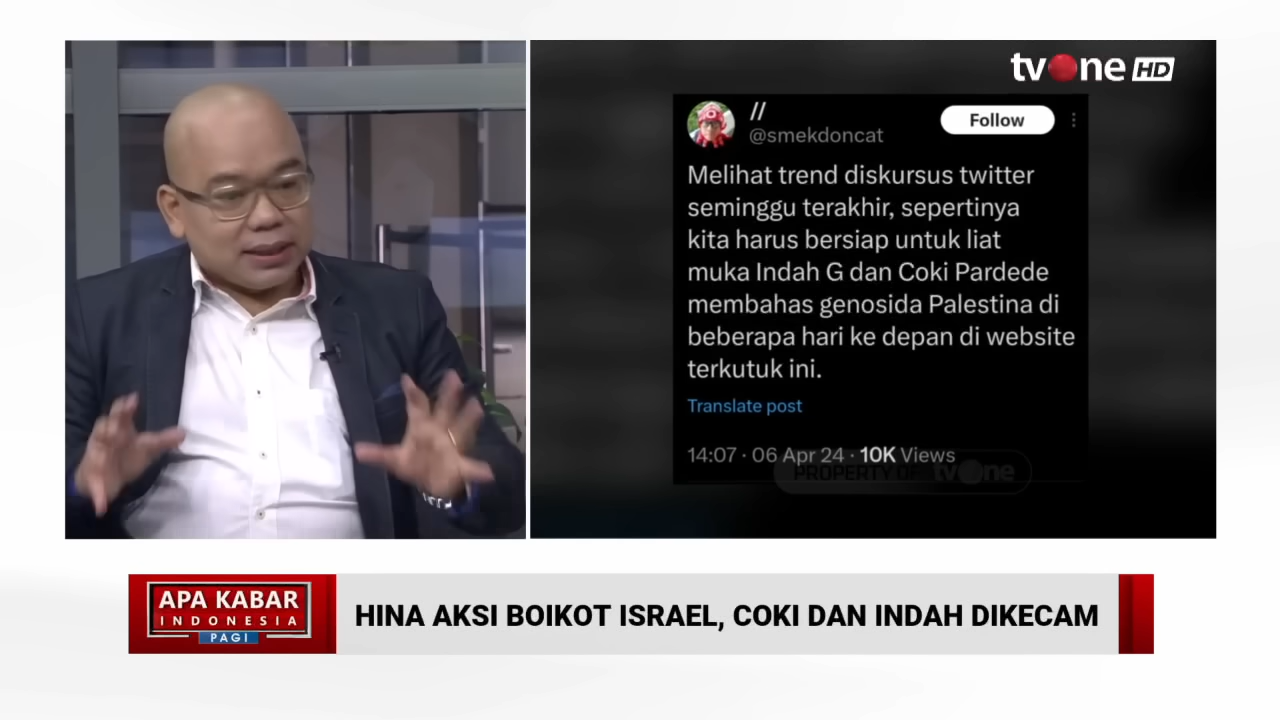 tvOne HD
//
@smekdoncat
Follow
Melihat trend diskursus twitter
seminggu terakhir, sepertinya
kita harus bersiap untuk liat
muka Indah G dan Coki Pardede
membahas genosida Palestina di
beberapa hari ke depan di website
terkutuk ini.
Translate post
14:07 · 06 Apr 24 · 10K Views
PROPERTY OF tvOne
APA KABAR
INDONESIA
PAGI
HINA AKSI BOIKOT ISRAEL, COKI DAN INDAH DIKECAM